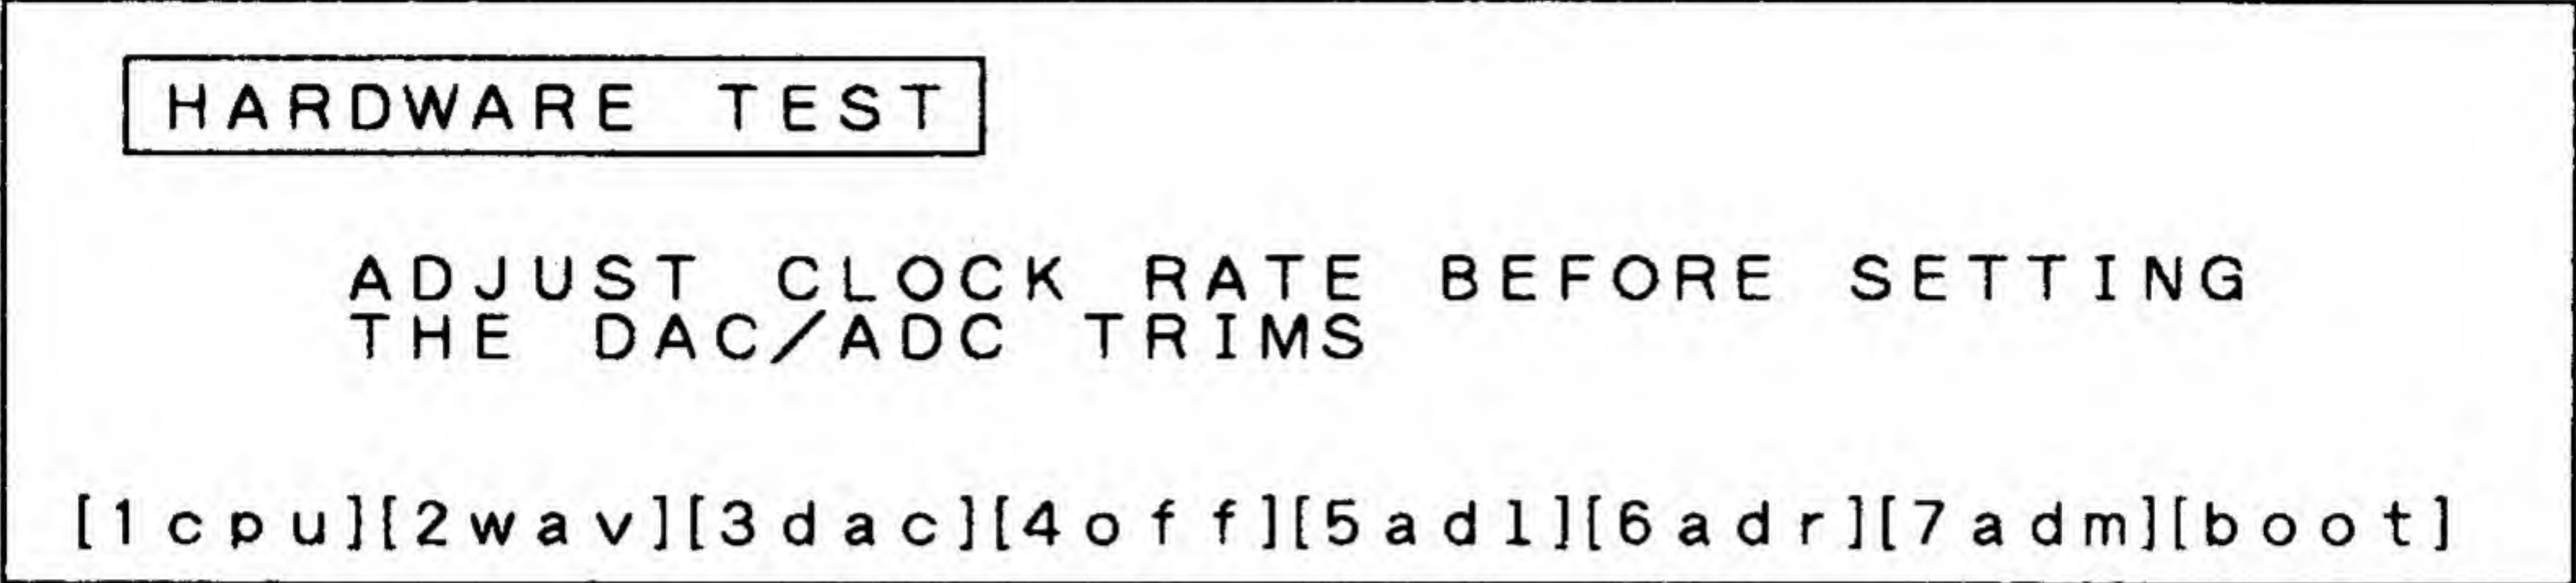 HARDWARE TEST
ADJUST CLOCK RATE BEFORE SETTING
THE DAC/ADC TRIMS
[1cpu][2wav][3dac][4off][5adl][6adr][7adm][boot]